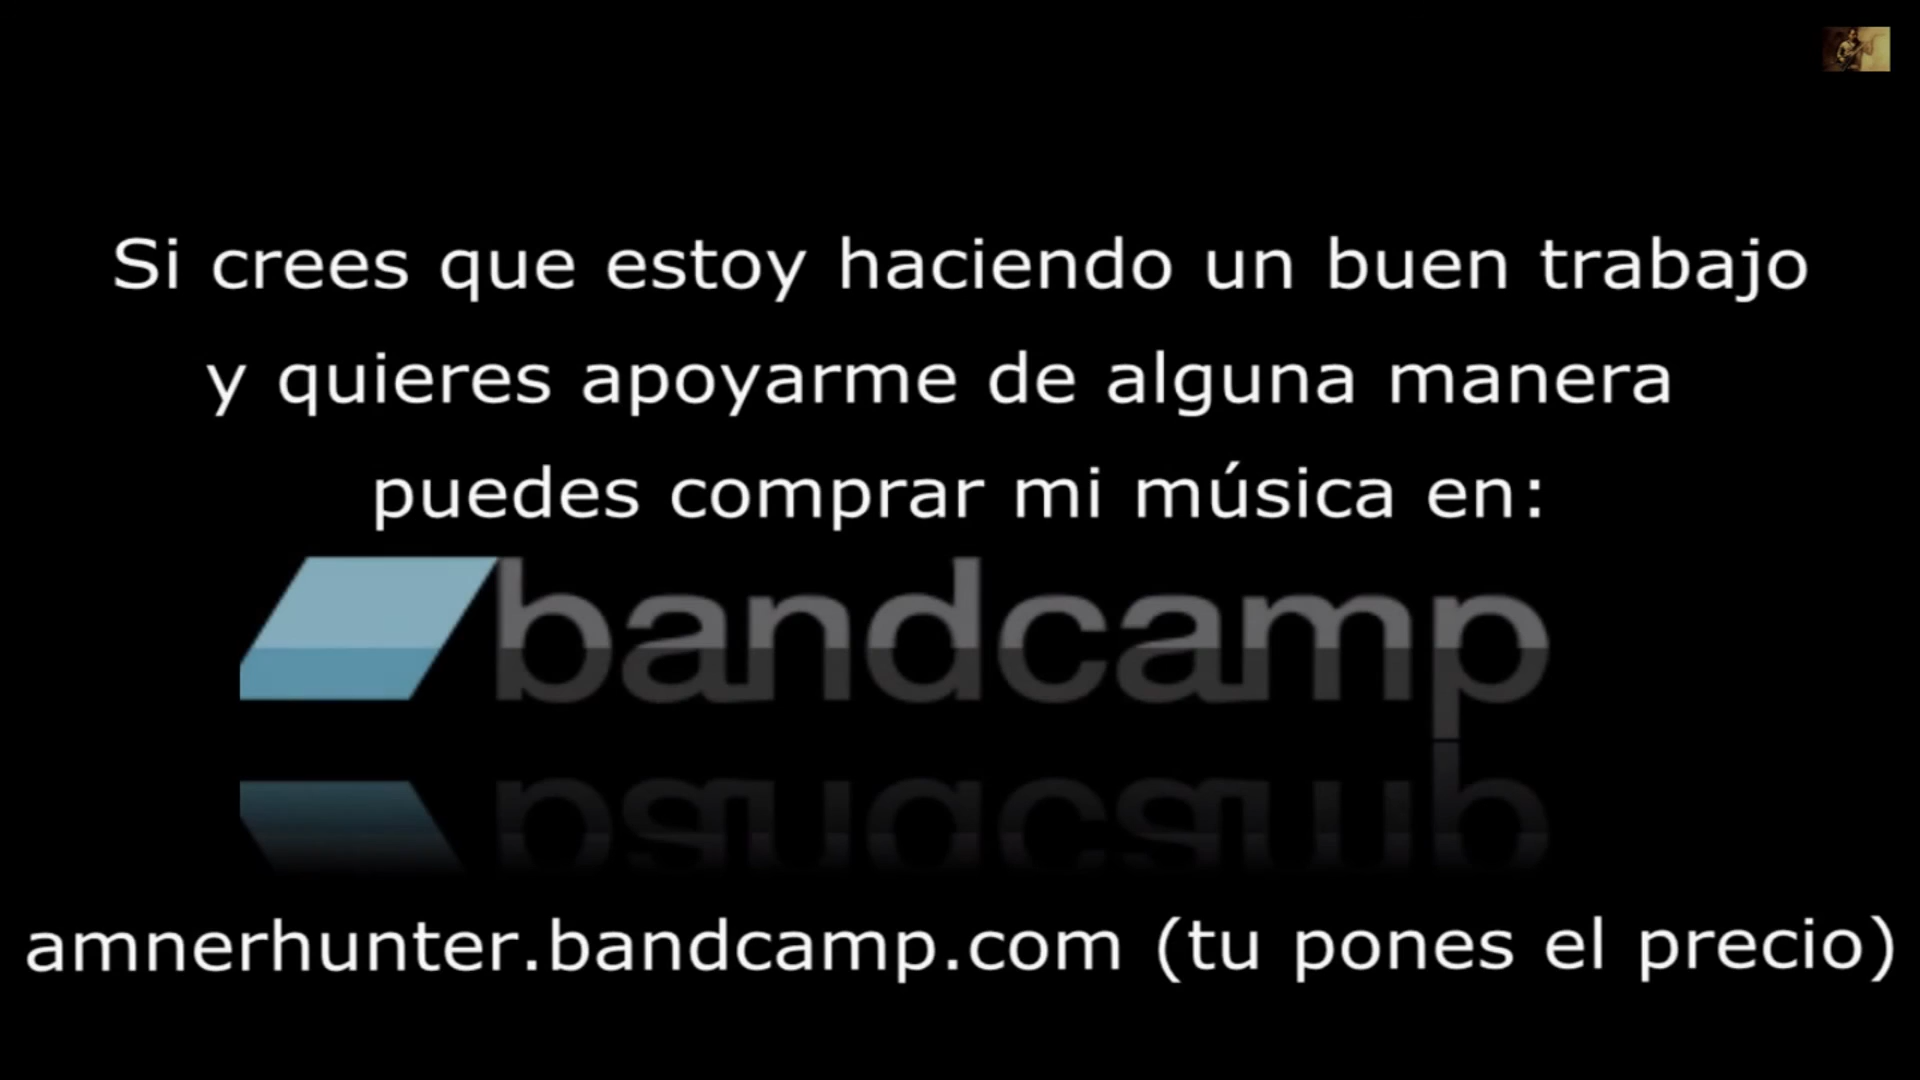 Si crees que estoy haciendo un buen trabajo
y quieres apoyarme de alguna manera
puedes comprar mi música en:
bandcamp
amnerhunter.bandcamp.com (tu pones el precio)